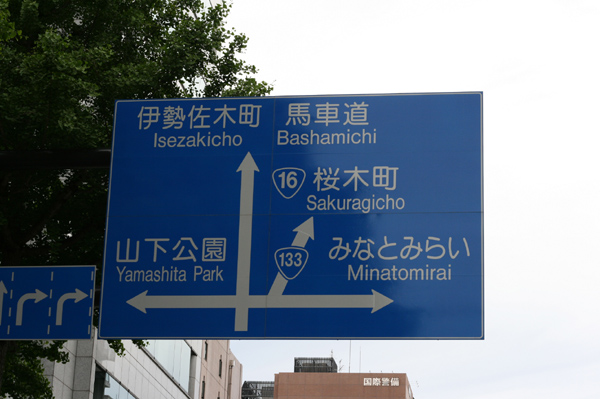 伊勢佐木町 馬車道
Isezakicho Bashamichi
16 桜木町
Sakuragicho
山下公園 133 みなとみらい
Yamashita Park Minatomirai
国際警備